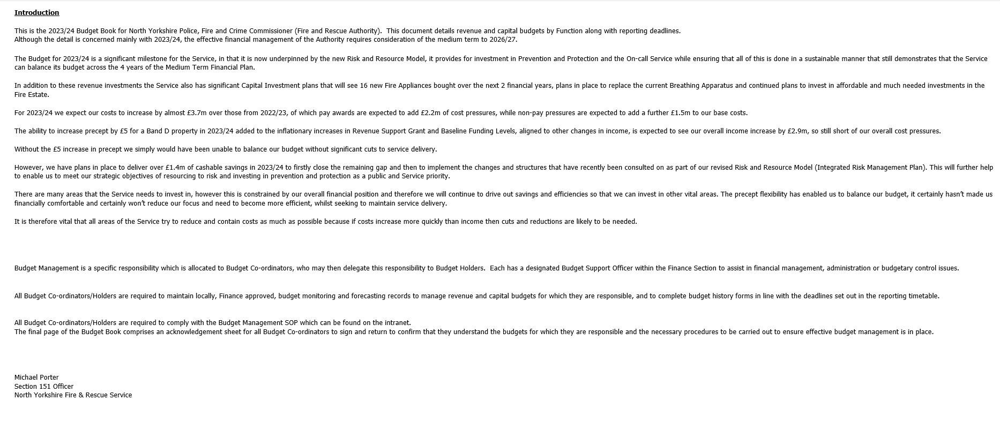 Introduction
This is the 2023/24 Budget Book for North Yorkshire Police, Fire and Crime Commissioner (Fire and Rescue Authority).  This document details revenue and capital budgets by Function along with reporting deadlines.
Although the detail is concerned mainly with 2023/24, the effective financial management of the Authority requires consideration of the medium term to 2026/27.
The Budget for 2023/24 is a significant milestone for the Service, in that it is now underpinned by the new Risk and Resource Model, it provides for investment in Prevention and Protection and the On-call Service while ensuring that all of this is done in a sustainable manner that still demonstrates that the Service
can balance its budget across the 4 years of the Medium Term Financial Plan.
In addition to these revenue investments the Service also has significant Capital Investment plans that will see 16 new Fire Appliances bought over the next 2 financial years, plans in place to replace the current Breathing Apparatus and continued plans to invest in affordable and much needed investments in the
Fire Estate.
For 2023/24 we expect our costs to increase by almost £3.7m over those from 2022/23, of which pay awards are expected to add £2.2m of cost pressures, while non-pay pressures are expected to add a further £1.5m to our base costs.
The ability to increase precept by £5 for a Band D property in 2023/24 added to the inflationary increases in Revenue Support Grant and Baseline Funding Levels, aligned to other changes in income, is expected to see our overall income increase by £2.9m, so still short of our overall cost pressures.
Without the £5 increase in precept we simply would have been unable to balance our budget without significant cuts to service delivery.
However, we have plans in place to deliver over £1.4m of cashable savings in 2023/24 to firstly close the remaining gap and then to implement the changes and structures that have recently been consulted on as part of our revised Risk and Resource Model (Integrated Risk Management Plan). This will further help
to enable us to meet our strategic objectives of resourcing to risk and investing in prevention and protection as a public and Service priority.
There are many areas that the Service needs to invest in, however this is constrained by our overall financial position and therefore we will continue to drive out savings and efficiencies so that we can invest in other vital areas. The precept flexibility has enabled us to balance our budget, it certainly hasn't made us
financially comfortable and certainly won't reduce our focus and need to become more efficient, whilst seeking to maintain service delivery.
It is therefore vital that all areas of the Service try to reduce and contain costs as much as possible because if costs increase more quickly than income then cuts and reductions are likely to be needed.
Budget Management is a specific responsibility which is allocated to Budget Co-ordinators, who may then delegate this responsibility to Budget Holders.  Each has a designated Budget Support Officer within the Finance Section to assist in financial management, administration or budgetary control issues.
All Budget Co-ordinators/Holders are required to maintain locally, Finance approved, budget monitoring and forecasting records to manage revenue and capital budgets for which they are responsible, and to complete budget history forms in line with the deadlines set out in the reporting timetable.
All Budget Co-ordinators/Holders are required to comply with the Budget Management SOP which can be found on the intranet.
The final page of the Budget Book comprises an acknowledgement sheet for all Budget Co-ordinators to sign and return to confirm that they understand the budgets for which they are responsible and the necessary procedures to be carried out to ensure effective budget management is in place.
Michael Porter
Section 151 Officer
North Yorkshire Fire & Rescue Service